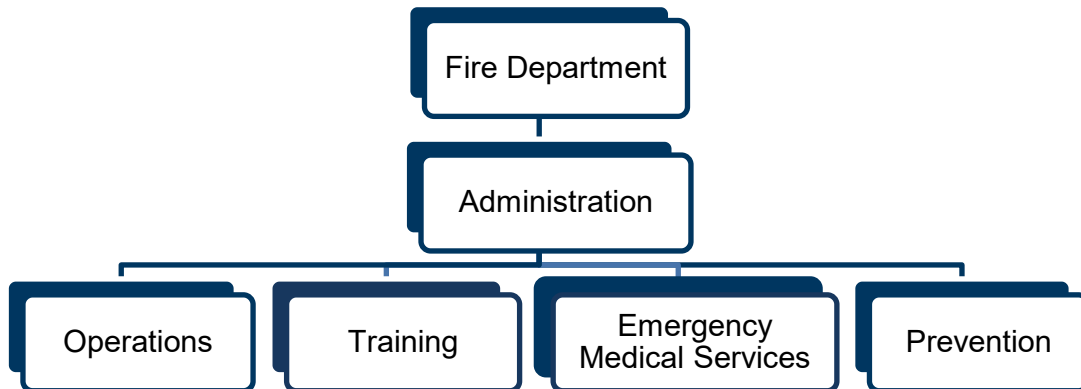 Fire Department
Administration
Operations
Training
Emergency
Medical Services
Prevention